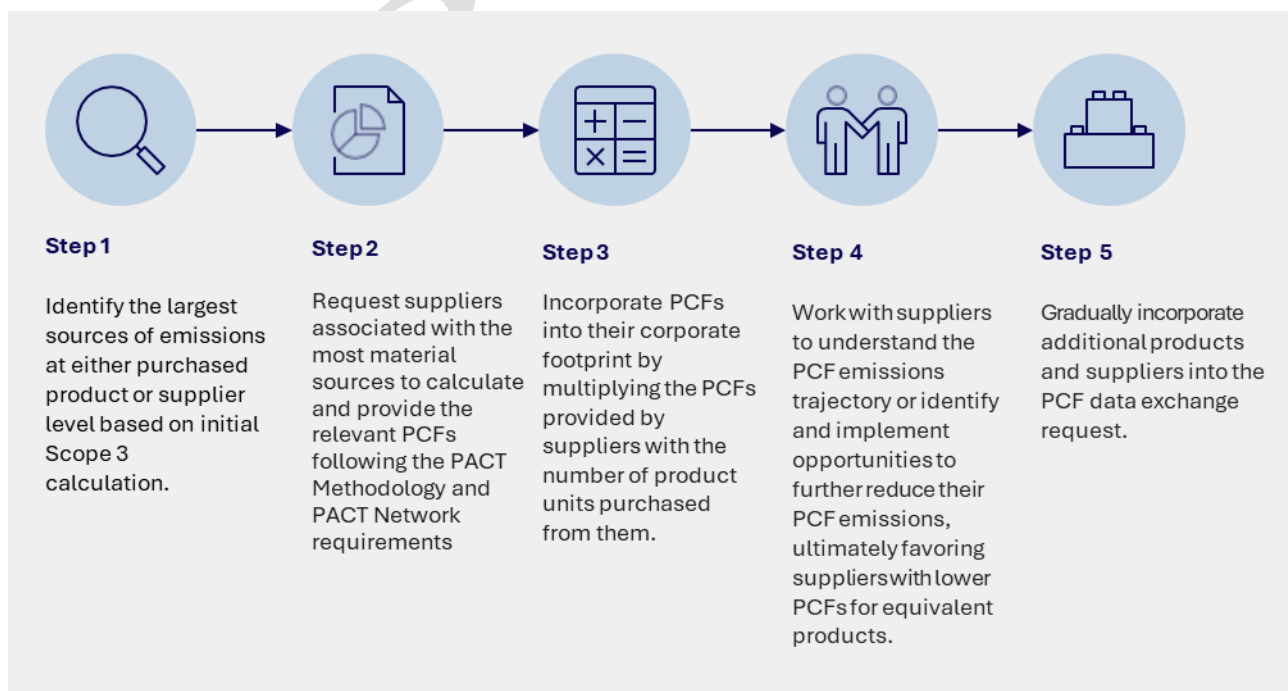 Step 1
Identify the largest
sources of emissions
at either purchased
product or supplier
level based on initial
Scope 3
calculation.
Step 2
Request suppliers
associated with the
most material
sources to calculate
and provide the
relevant PCFs
following the PACT
Methodology and
PACT Network
requirements
Step 3
Incorporate PCFs
into their corporate
footprint by
multiplying the PCFs
provided by
suppliers with the
number of product
units purchased
from them.
Step 4
Work with suppliers
to understand the
PCF emissions
trajectory or identify
and implement
opportunities to
further reduce their
PCF emissions,
ultimately favoring
suppliers with lower
PCFs for equivalent
products.
Step 5
Gradually incorporate
additional products
and suppliers into the
PCF data exchange
request.